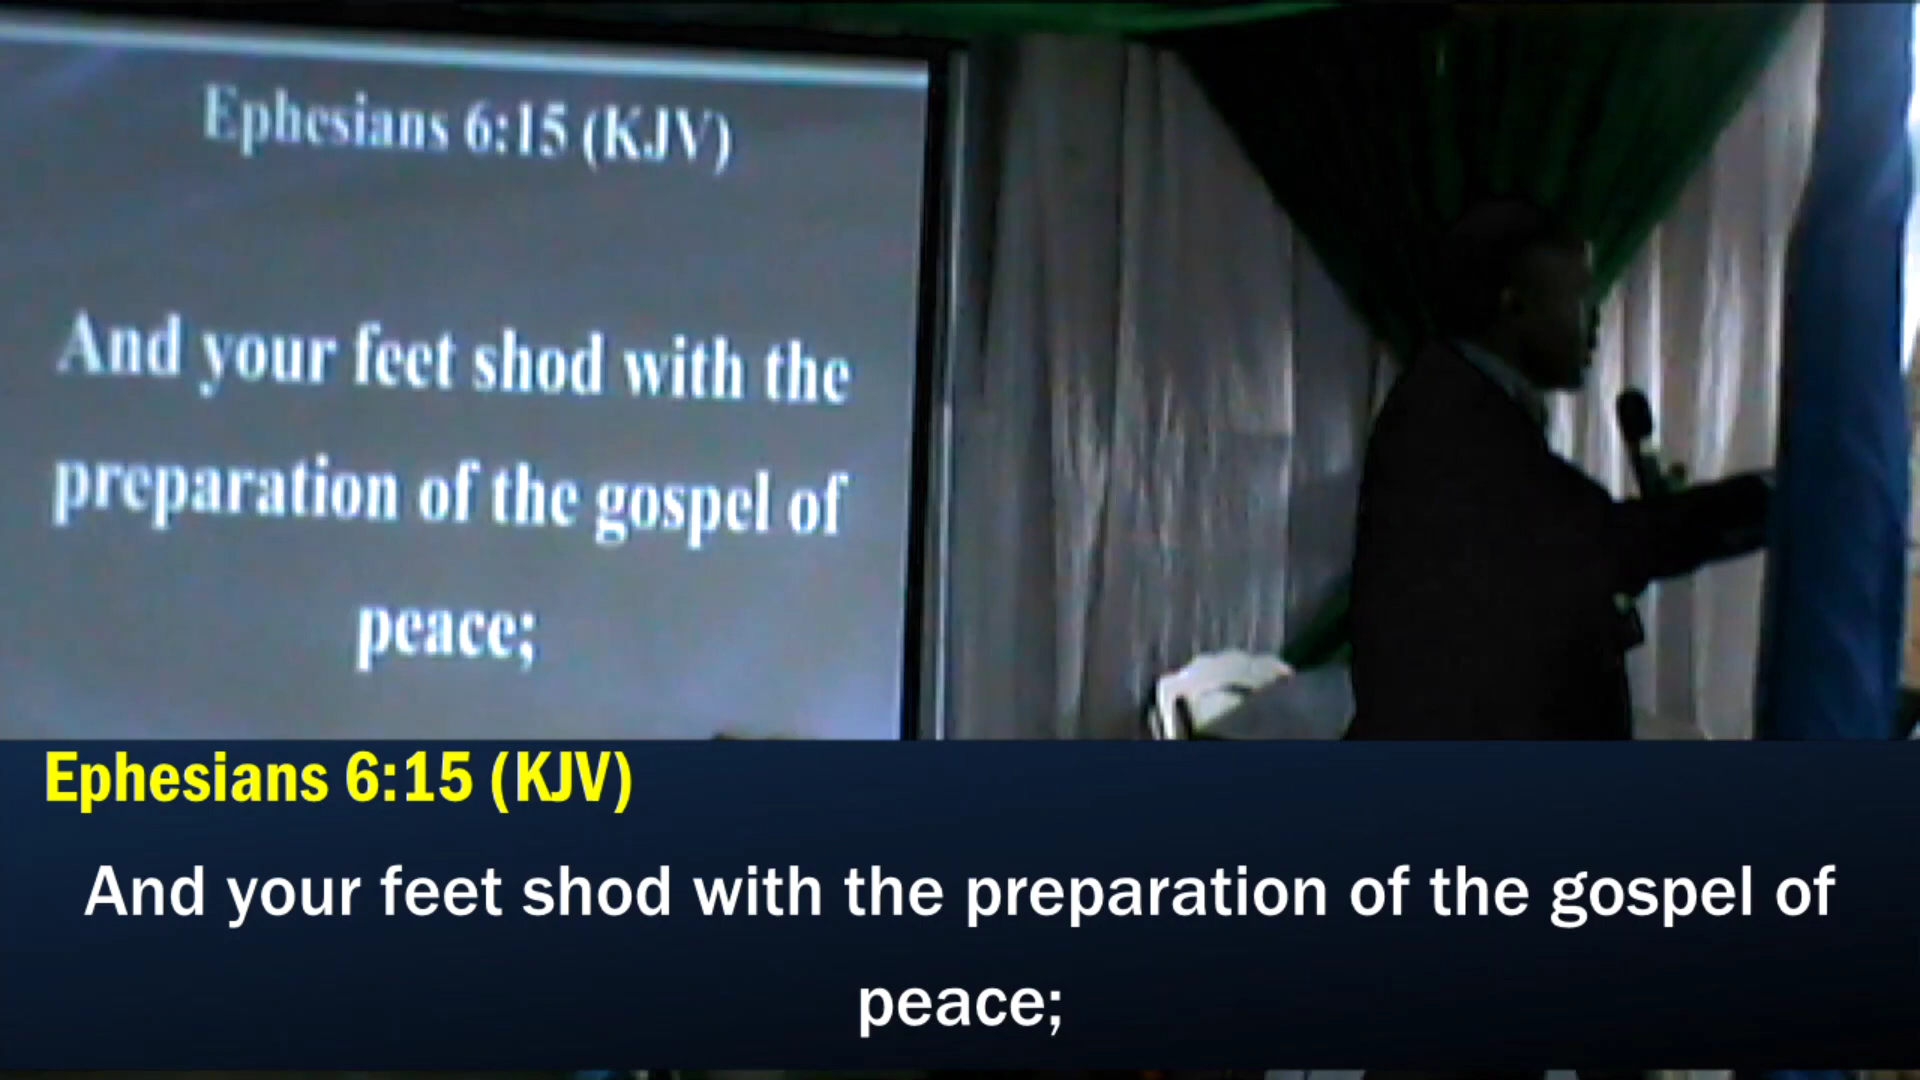 Ephesians 6:15 (KJV)
And your feet shod with the
preparation of the gospel of
peace;
Ephesians 6:15 (KJV)
And your feet shod with the preparation of the gospel of
peace;